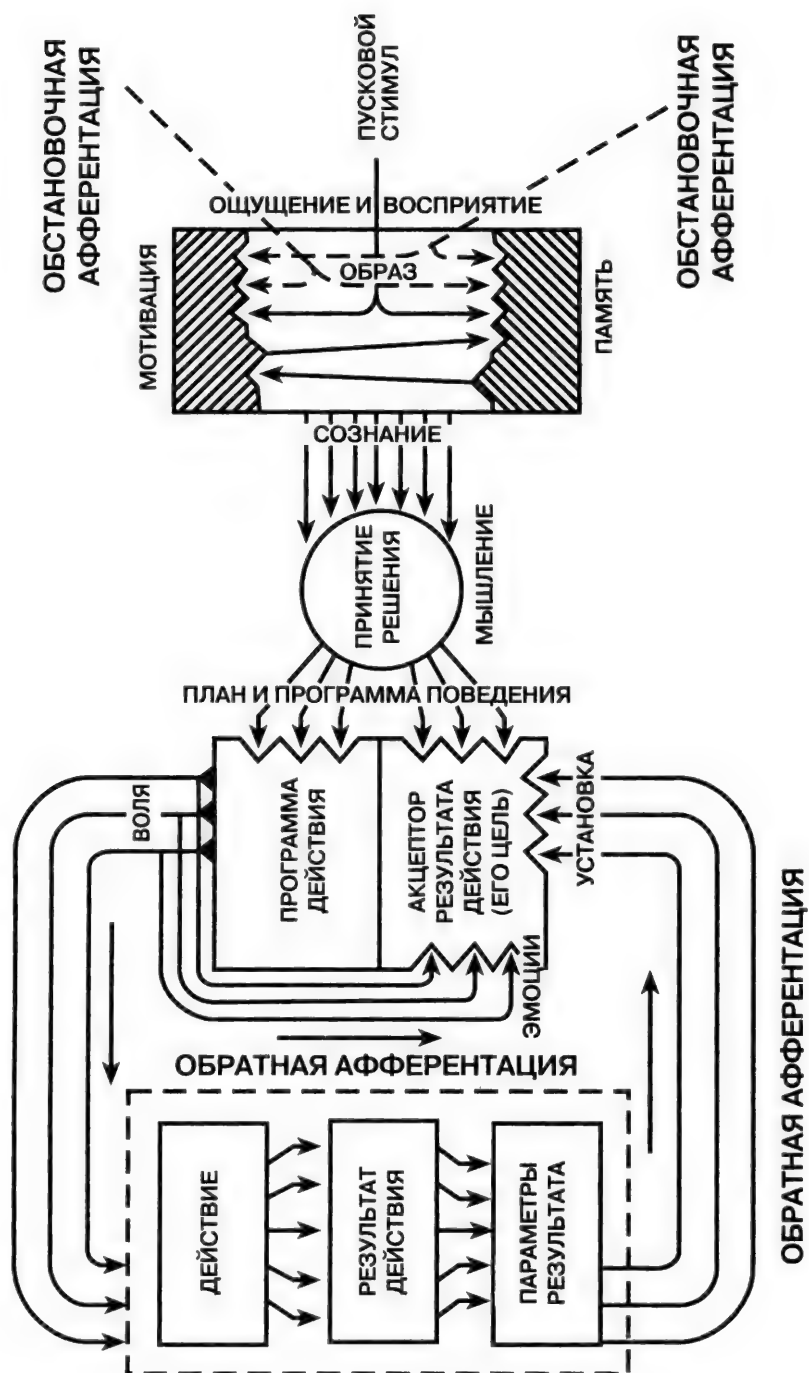 ОБСТАНОВОЧНАЯ
АФФЕРЕНТАЦИЯ
ПУСКОВОЙ
СТИМУЛ
ОБСТАНОВОЧНАЯ
АФФЕРЕНТАЦИЯ
ОЩУЩЕНИЕ И ВОСПРИЯТИЕ
МОТИВАЦИЯ
ОБРАЗ
ПАМЯТЬ
СОЗНАНИЕ
ПРИНЯТИЕ
РЕШЕНИЯ
МЫШЛЕНИЕ
ПЛАН И ПРОГРАММА ПОВЕДЕНИЯ
ВОЛЯ
ПРОГРАММА
ДЕЙСТВИЯ
АКЦЕПТОР
РЕЗУЛЬТАТА
ДЕЙСТВИЯ
(ЕГО ЦЕЛЬ)
УСТАНОВКА
ЭМОЦИИ
ОБРАТНАЯ АФФЕРЕНТАЦИЯ
ДЕЙСТВИЕ
РЕЗУЛЬТАТ
ДЕЙСТВИЯ
ПАРАМЕТРЫ
РЕЗУЛЬТАТА
ОБРАТНАЯ АФФЕРЕНТАЦИЯ